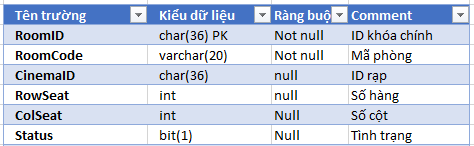 Tên trường Kiểu dữ liệu Ràng buộ Comment
RoomID char(36) PK Not null ID khóa chính
RoomCode varchar(20) Not null Mã phòng
CinemaID char(36) null ID rạp
RowSeat int null Số hàng
ColSeat int Null Số cột
Status bit(1) Null Tình trạng